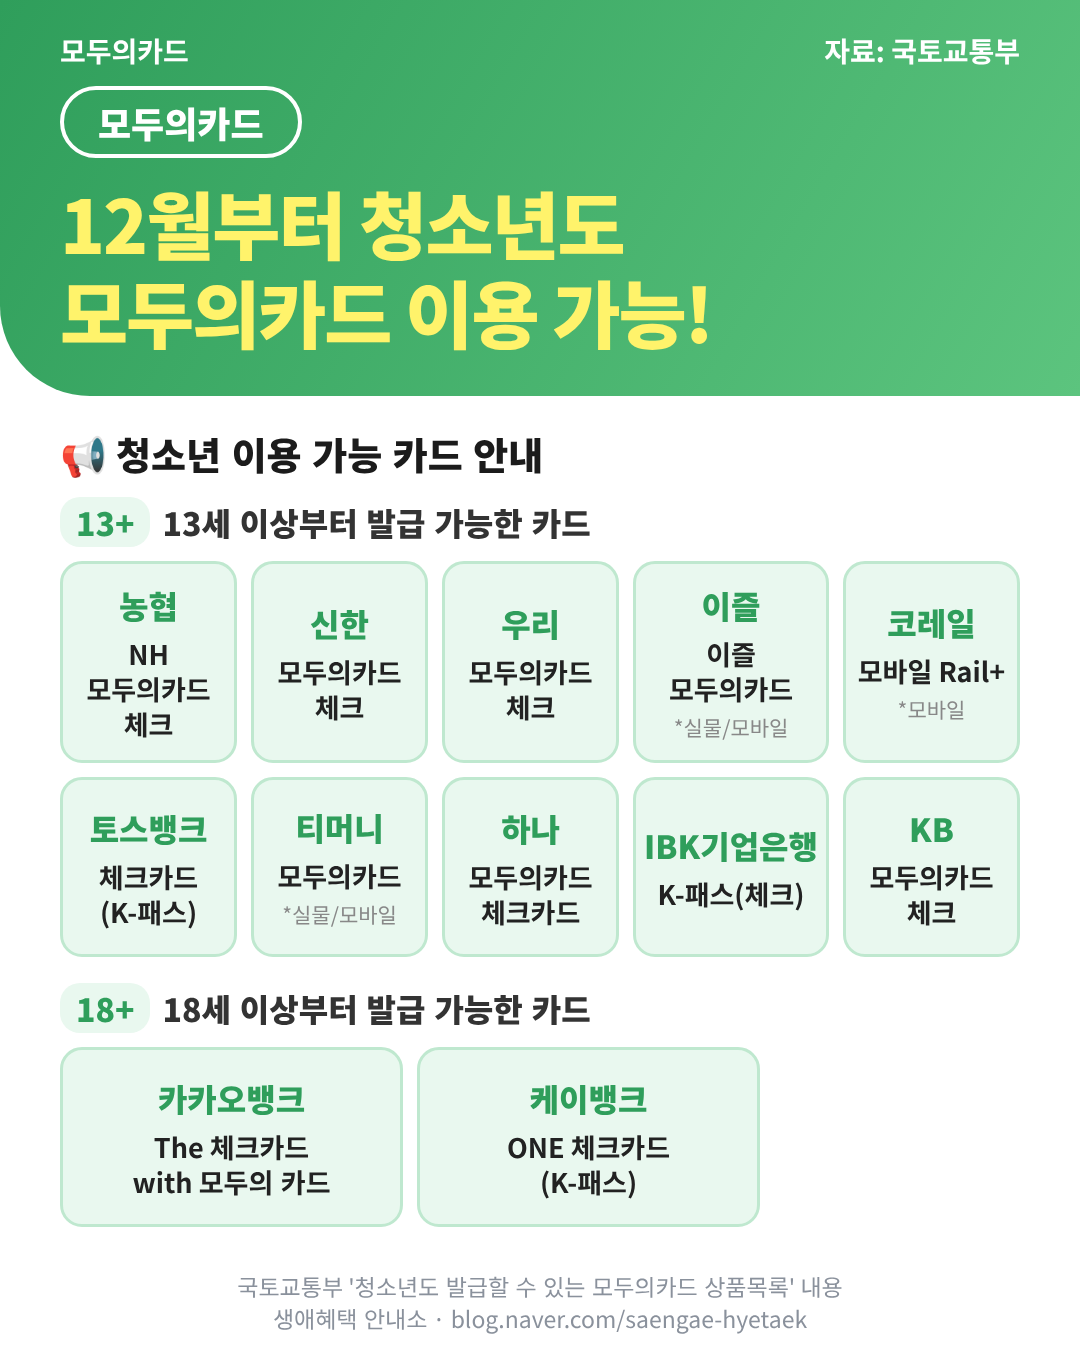 모두의카드
자료: 국토교통부
모두의카드
12월부터 청소년도
모두의카드 이용 가능!
청소년 이용 가능 카드 안내
13+ 13세 이상부터 발급 가능한 카드
농협
NH
모두의카드
체크
신한
모두의카드
체크
우리
모두의카드
체크
이즐
이즐
모두의카드
*실물/모바일
코레일
모바일 Rail+
*모바일
토스뱅크
체크카드
(K-패스)
티머니
모두의카드
*실물/모바일
하나
모두의카드
체크카드
IBK기업은행
K-패스(체크)
KB
모두의카드
체크
18+ 18세 이상부터 발급 가능한 카드
카카오뱅크
The 체크카드
with 모두의 카드
케이뱅크
ONE 체크카드
(K-패스)
국토교통부 '청소년도 발급할 수 있는 모두의카드 상품목록' 내용
생애혜택 안내소 · blog.naver.com/saengae-hyetaek